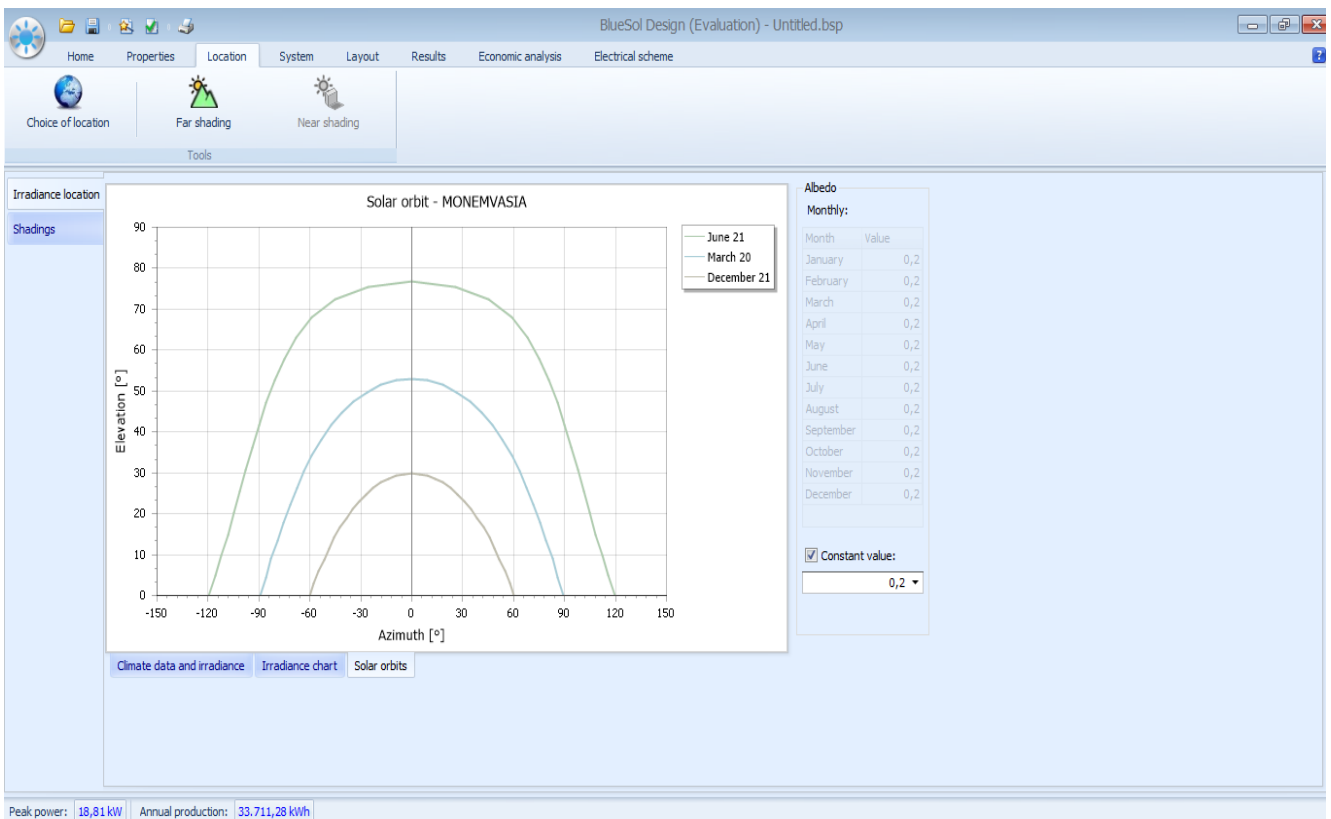 BlueSol Design (Evaluation) - Untitled.bsp
Home Properties Location System Layout Results Economic analysis Electrical scheme
Choice of location Far shading Near shading
Tools
Irradiance location
Shadings
Solar orbit - MONEMVASIA
June 21
March 20
December 21
Elevation [º]
90
80
70
60
50
40
30
20
10
0
-150 -120 -90 -60 -30 0 30 60 90 120 150
Azimuth [º]
Climate data and irradiance Irradiance chart Solar orbits
Albedo
Monthly:
Month Value
January 0,2
February 0,2
March 0,2
April 0,2
May 0,2
June 0,2
July 0,2
August 0,2
September 0,2
October 0,2
November 0,2
December 0,2
Constant value:
0,2
Peak power: 18,81 kW Annual production: 33.711,28 kWh